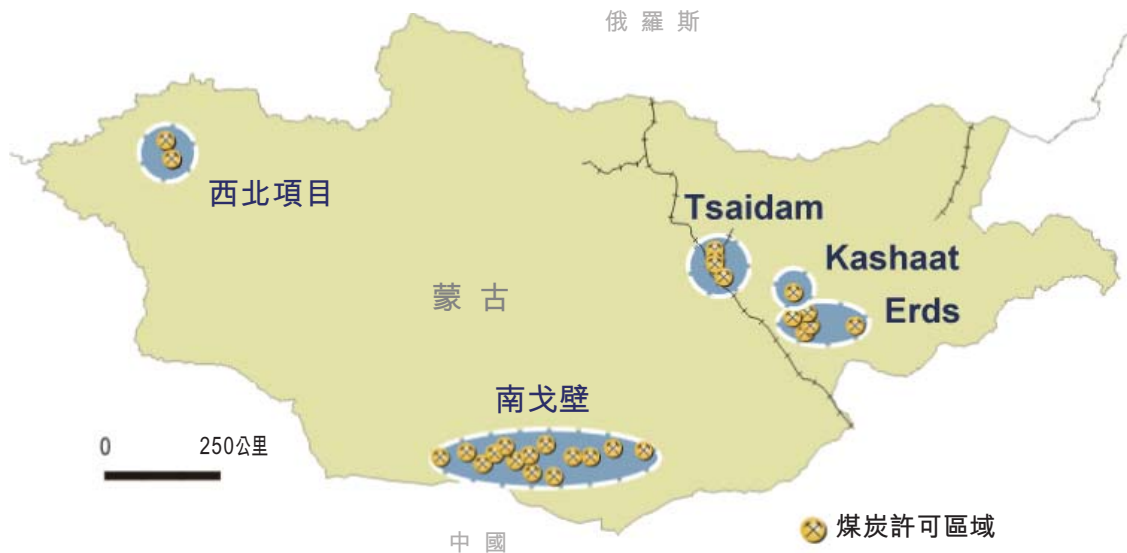 俄羅斯
西北項目
Tsaidam
Kashaat
蒙古
Erds
南戈壁
0 250公里
煤炭許可區域
中國